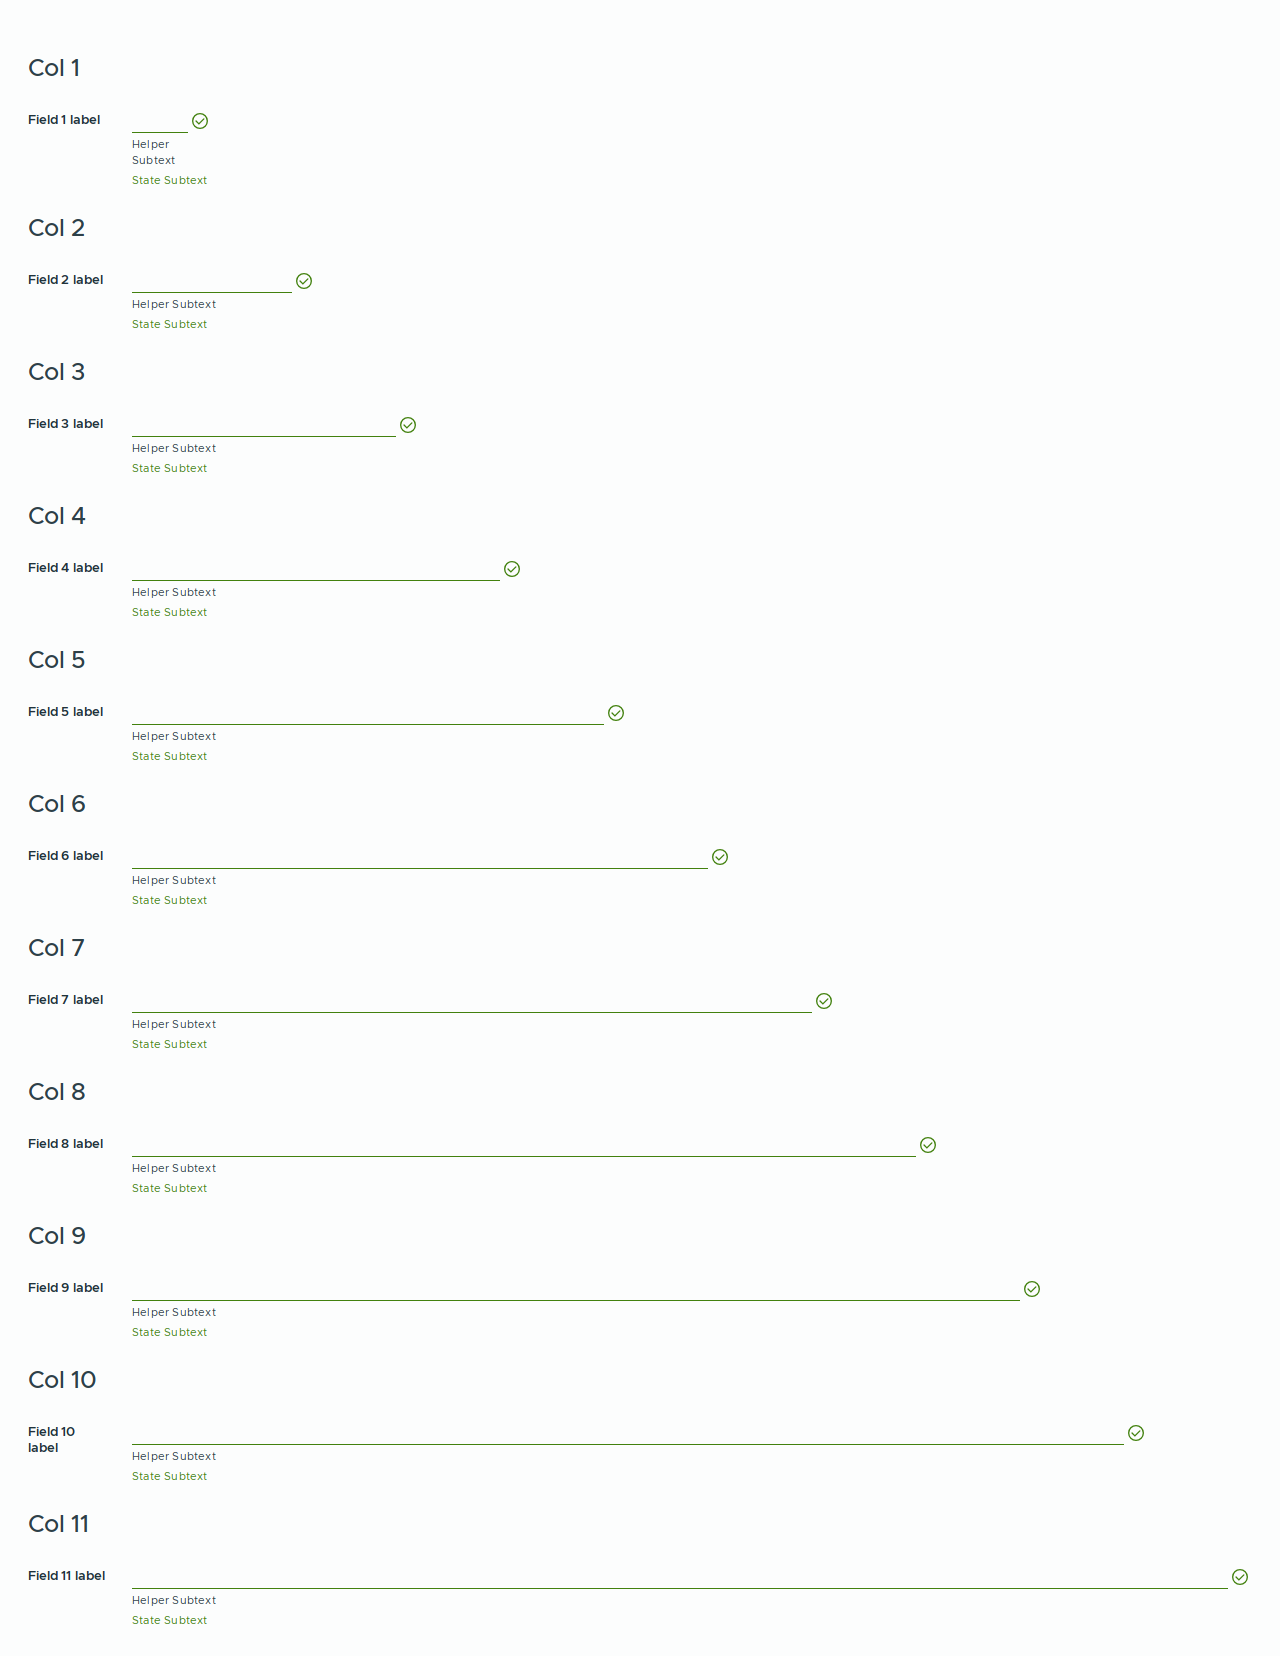 Col 1
Field 1 label
Helper
Subtext
State Subtext
Col 2
Field 2 label
Helper Subtext
State Subtext
Col 3
Field 3 label
Helper Subtext
State Subtext
Col 4
Field 4 label
Helper Subtext
State Subtext
Col 5
Field 5 label
Helper Subtext
State Subtext
Col 6
Field 6 label
Helper Subtext
State Subtext
Col 7
Field 7 label
Helper Subtext
State Subtext
Col 8
Field 8 label
Helper Subtext
State Subtext
Col 9
Field 9 label
Helper Subtext
State Subtext
Col 10
Field 10
label
Helper Subtext
State Subtext
Col 11
Field 11 label
Helper Subtext
State Subtext